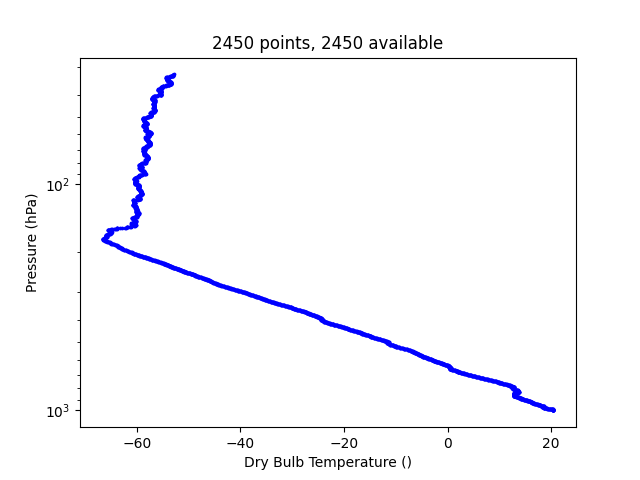 2450 points, 2450 available
Pressure (hPa)
10²
10³
−60 −40 −20 0 20
Dry Bulb Temperature ()